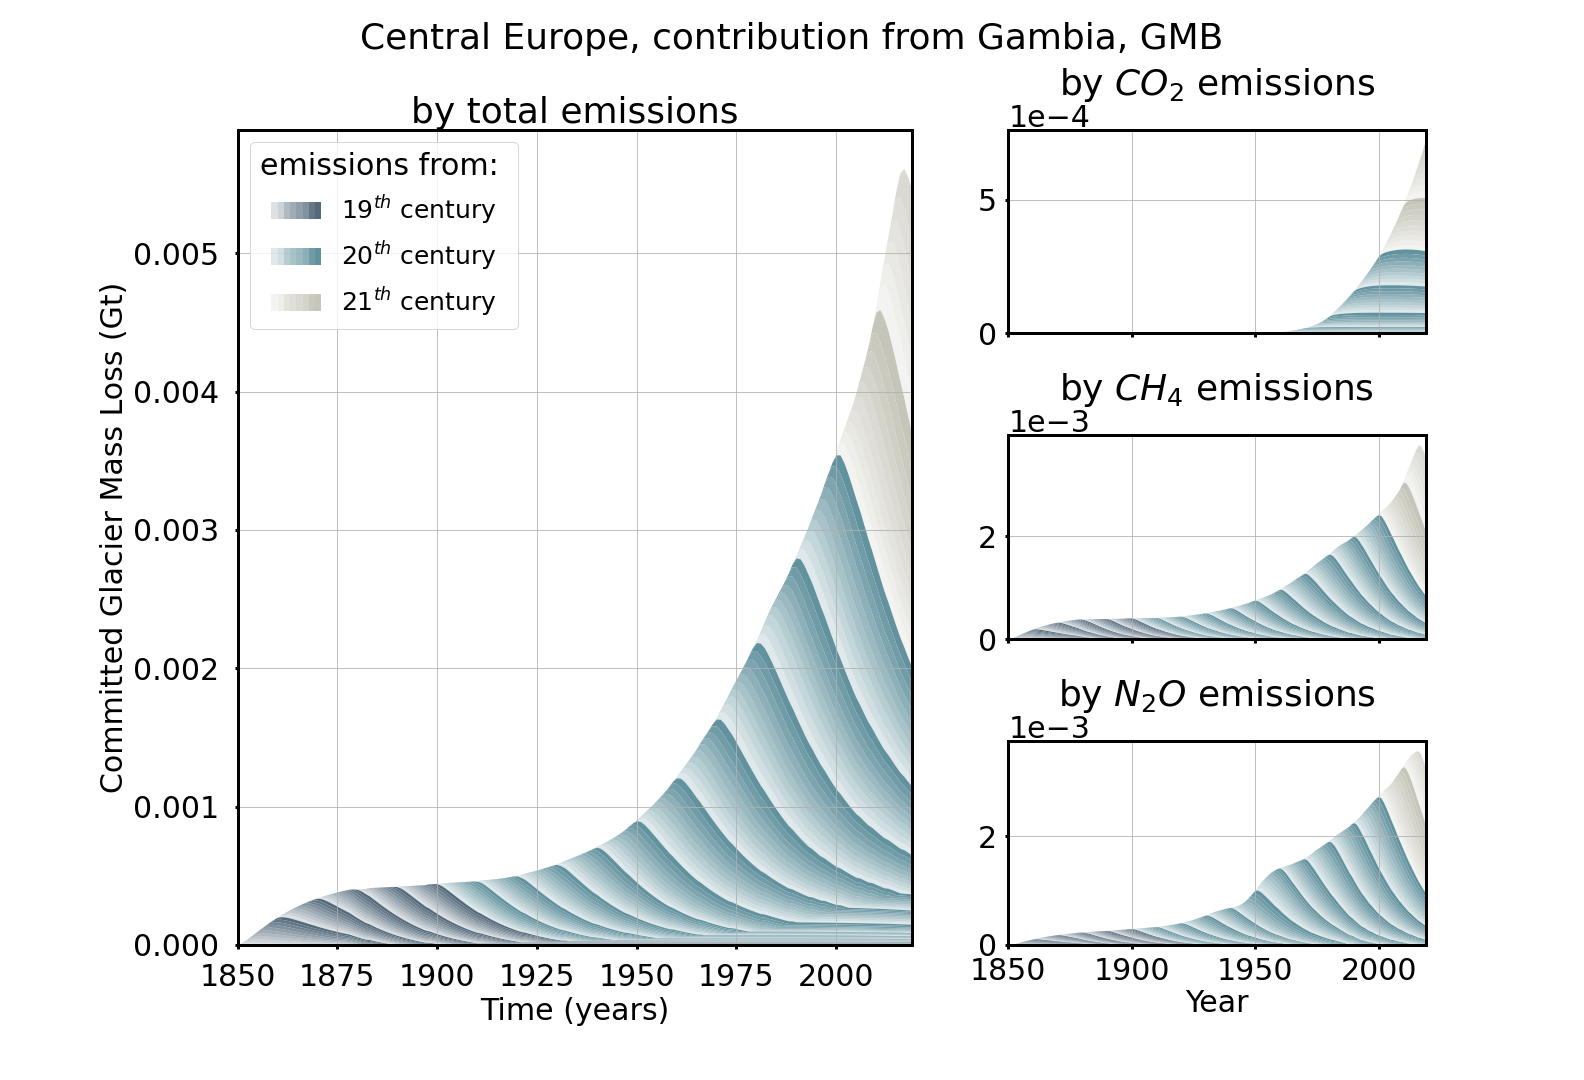 Central Europe, contribution from Gambia, GMB
by total emissions
emissions from:
19th century
20th century
21th century
Committed Glacier Mass Loss (Gt)
0.005
0.004
0.003
0.002
0.001
0.000
1850 1875 1900 1925 1950 1975 2000
Time (years)
by CO2 emissions
1e−4
5
0
by CH4 emissions
1e−3
2
0
by N2O emissions
1e−3
2
0
1850 1900 1950 2000
Year